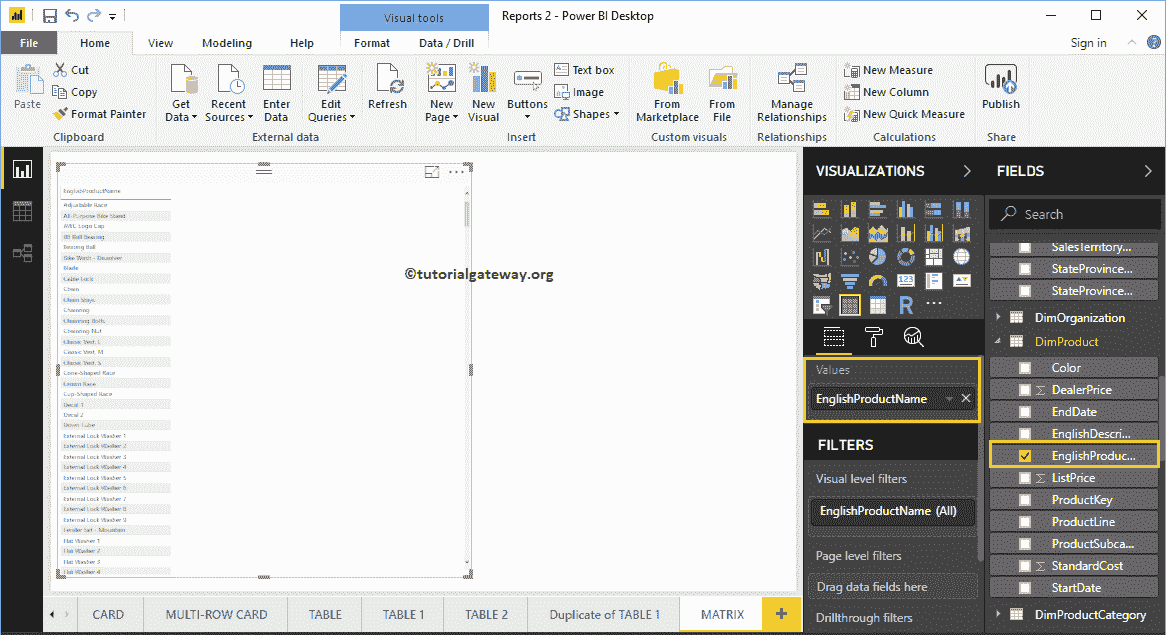 Visual tools
Reports 2 - Power BI Desktop
File Home View Modeling Help Format Data / Drill Sign in
Paste
Cut
Copy
Format Painter
Clipboard
Get Data
Recent Sources
Enter Data
Edit Queries
External data
Refresh
New Page
New Visual
Buttons
Text box
Image
Shapes
Insert
From Marketplace
From File
Custom visuals
Manage Relationships
Relationships
New Measure
New Column
New Quick Measure
Calculations
Publish
Share
EnglishProductName
Adjustable Race
All-Purpose Bike Stand
AWC Logo Cap
BB Ball Bearing
Bearing Ball
Bike Wash - Dissolver
Blade
Cable Lock
Chain
Chain Stays
Chainring
Chainring Bolts
Chainring Nut
Classic Vest, L
Classic Vest, M
Classic Vest, S
Cone-Shaped Race
Crown Race
Cup-Shaped Race
Decal 1
Decal 2
Down Tube
External Lock Washer 1
External Lock Washer 2
External Lock Washer 3
External Lock Washer 4
External Lock Washer 5
External Lock Washer 6
External Lock Washer 7
External Lock Washer 8
External Lock Washer 9
Fender Set - Mountain
Flat Washer 1
Flat Washer 2
Flat Washer 3
Flat Washer 4
©tutorialgateway.org
VISUALIZATIONS
123
R
Values
EnglishProductName
FILTERS
Visual level filters
EnglishProductName (All)
Page level filters
Drag data fields here
Drillthrough filters
FIELDS
Search
SalesTerritory...
StateProvince...
StateProvince...
DimOrganization
DimProduct
Color
DealerPrice
EndDate
EnglishDescri...
EnglishProduc...
ListPrice
ProductKey
ProductLine
ProductSubca...
StandardCost
StartDate
DimProductCategory
CARD MULTI-ROW CARD TABLE TABLE 1 TABLE 2 Duplicate of TABLE 1 MATRIX +